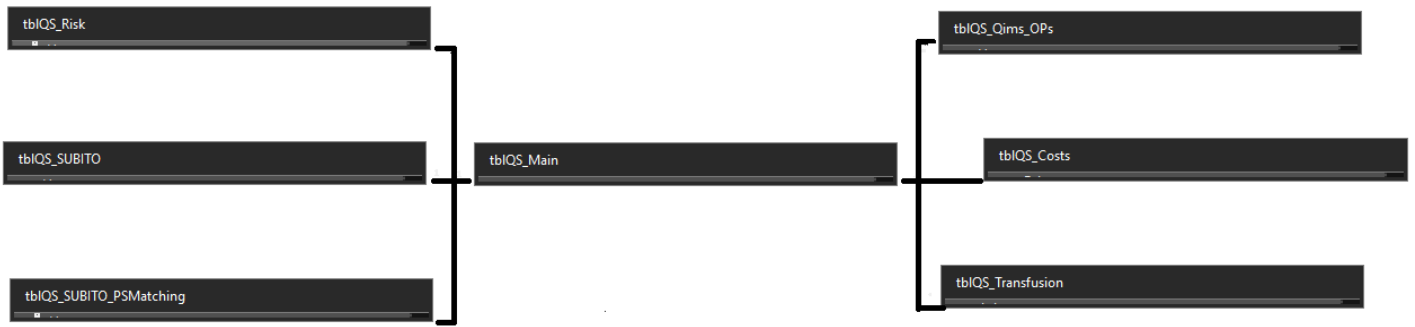 tblQS_Risk
tblQS_Qims_OPs
tblQS_SUBITO
tblQS_Main
tblQS_Costs
tblQS_SUBITO_PSMatching
tblQS_Transfusion